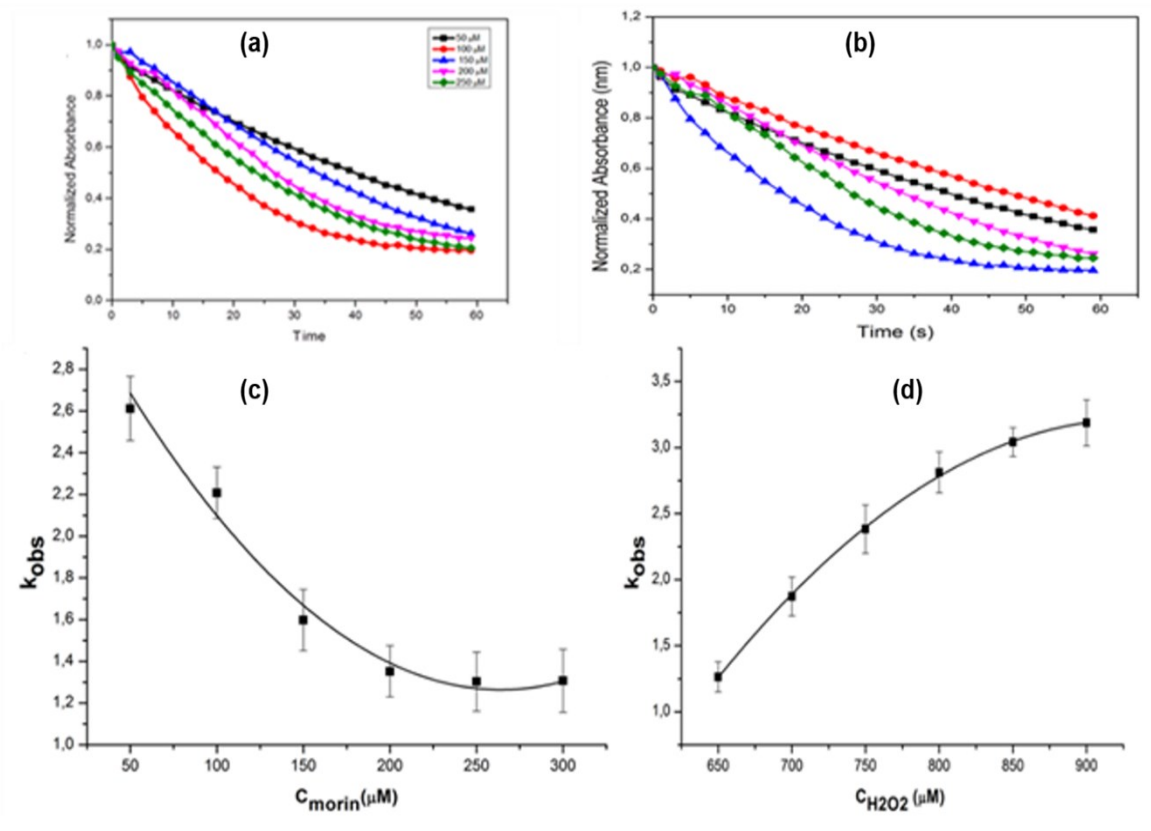 (a)
50 µM
100 µM
150 µM
200 µM
250 µM
1,0
0,8
0,6
0,4
0,2
0,0
Normalized Absorbance
0 10 20 30 40 50 60
Time
(b)
1,2
1,0
0,8
0,6
0,4
0,2
Normalized Absorbance (nm)
0 10 20 30 40 50 60
Time (s)
(c)
2,8
2,6
2,4
2,2
2,0
1,8
1,6
1,4
1,2
1,0
kobs
50 100 150 200 250 300
Cmorin(µM)
(d)
3,5
3,0
2,5
2,0
1,5
1,0
kobs
650 700 750 800 850 900
CH2O2 (µM)